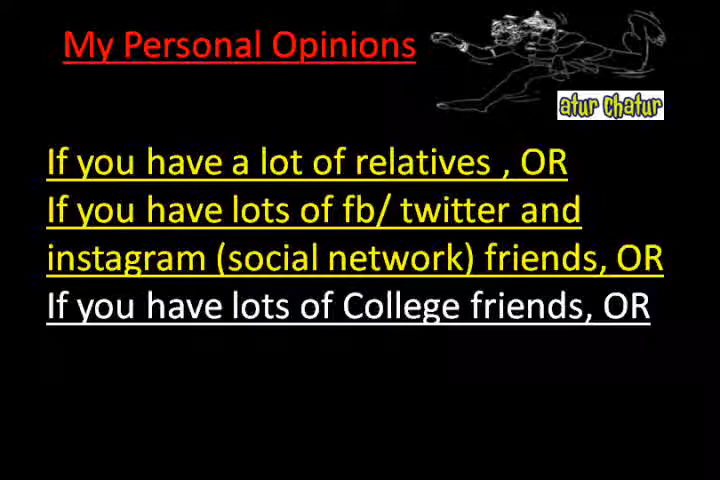 My Personal Opinions
atur chatur
If you have a lot of relatives , OR
If you have lots of fb/ twitter and
instagram (social network) friends, OR
If you have lots of College friends, OR